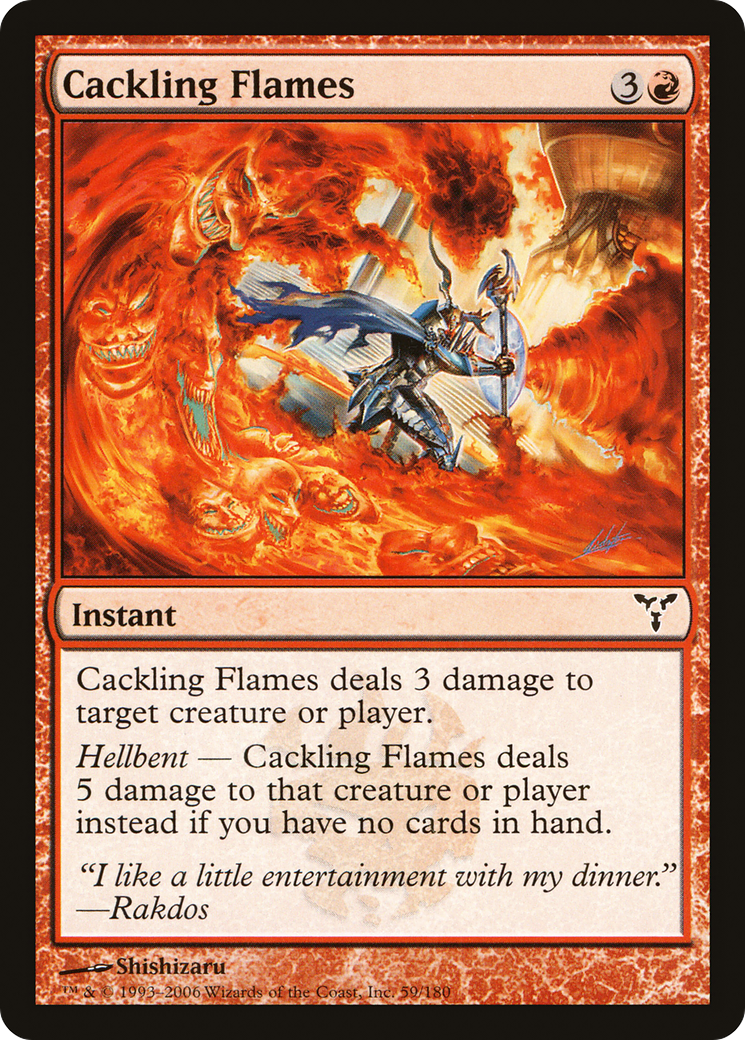 Cackling Flames 3
Instant
Cackling Flames deals 3 damage to
target creature or player.
Hellbent — Cackling Flames deals
5 damage to that creature or player
instead if you have no cards in hand.
“I like a little entertainment with my dinner.”
—Rakdos
Shishizaru
™ & © 1993–2006 Wizards of the Coast, Inc. 59/180